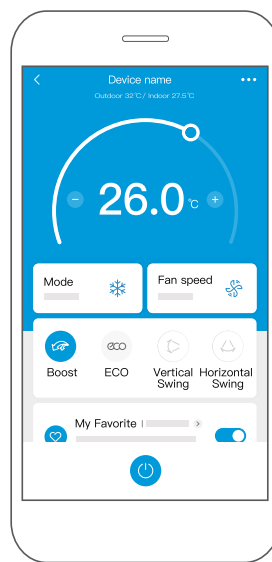 Device name
Outdoor 32℃ / Indoor 27.5℃
26.0℃
Mode
Fan speed
eco
Boost ECO Vertical Swing Horizontal Swing
My Favorite